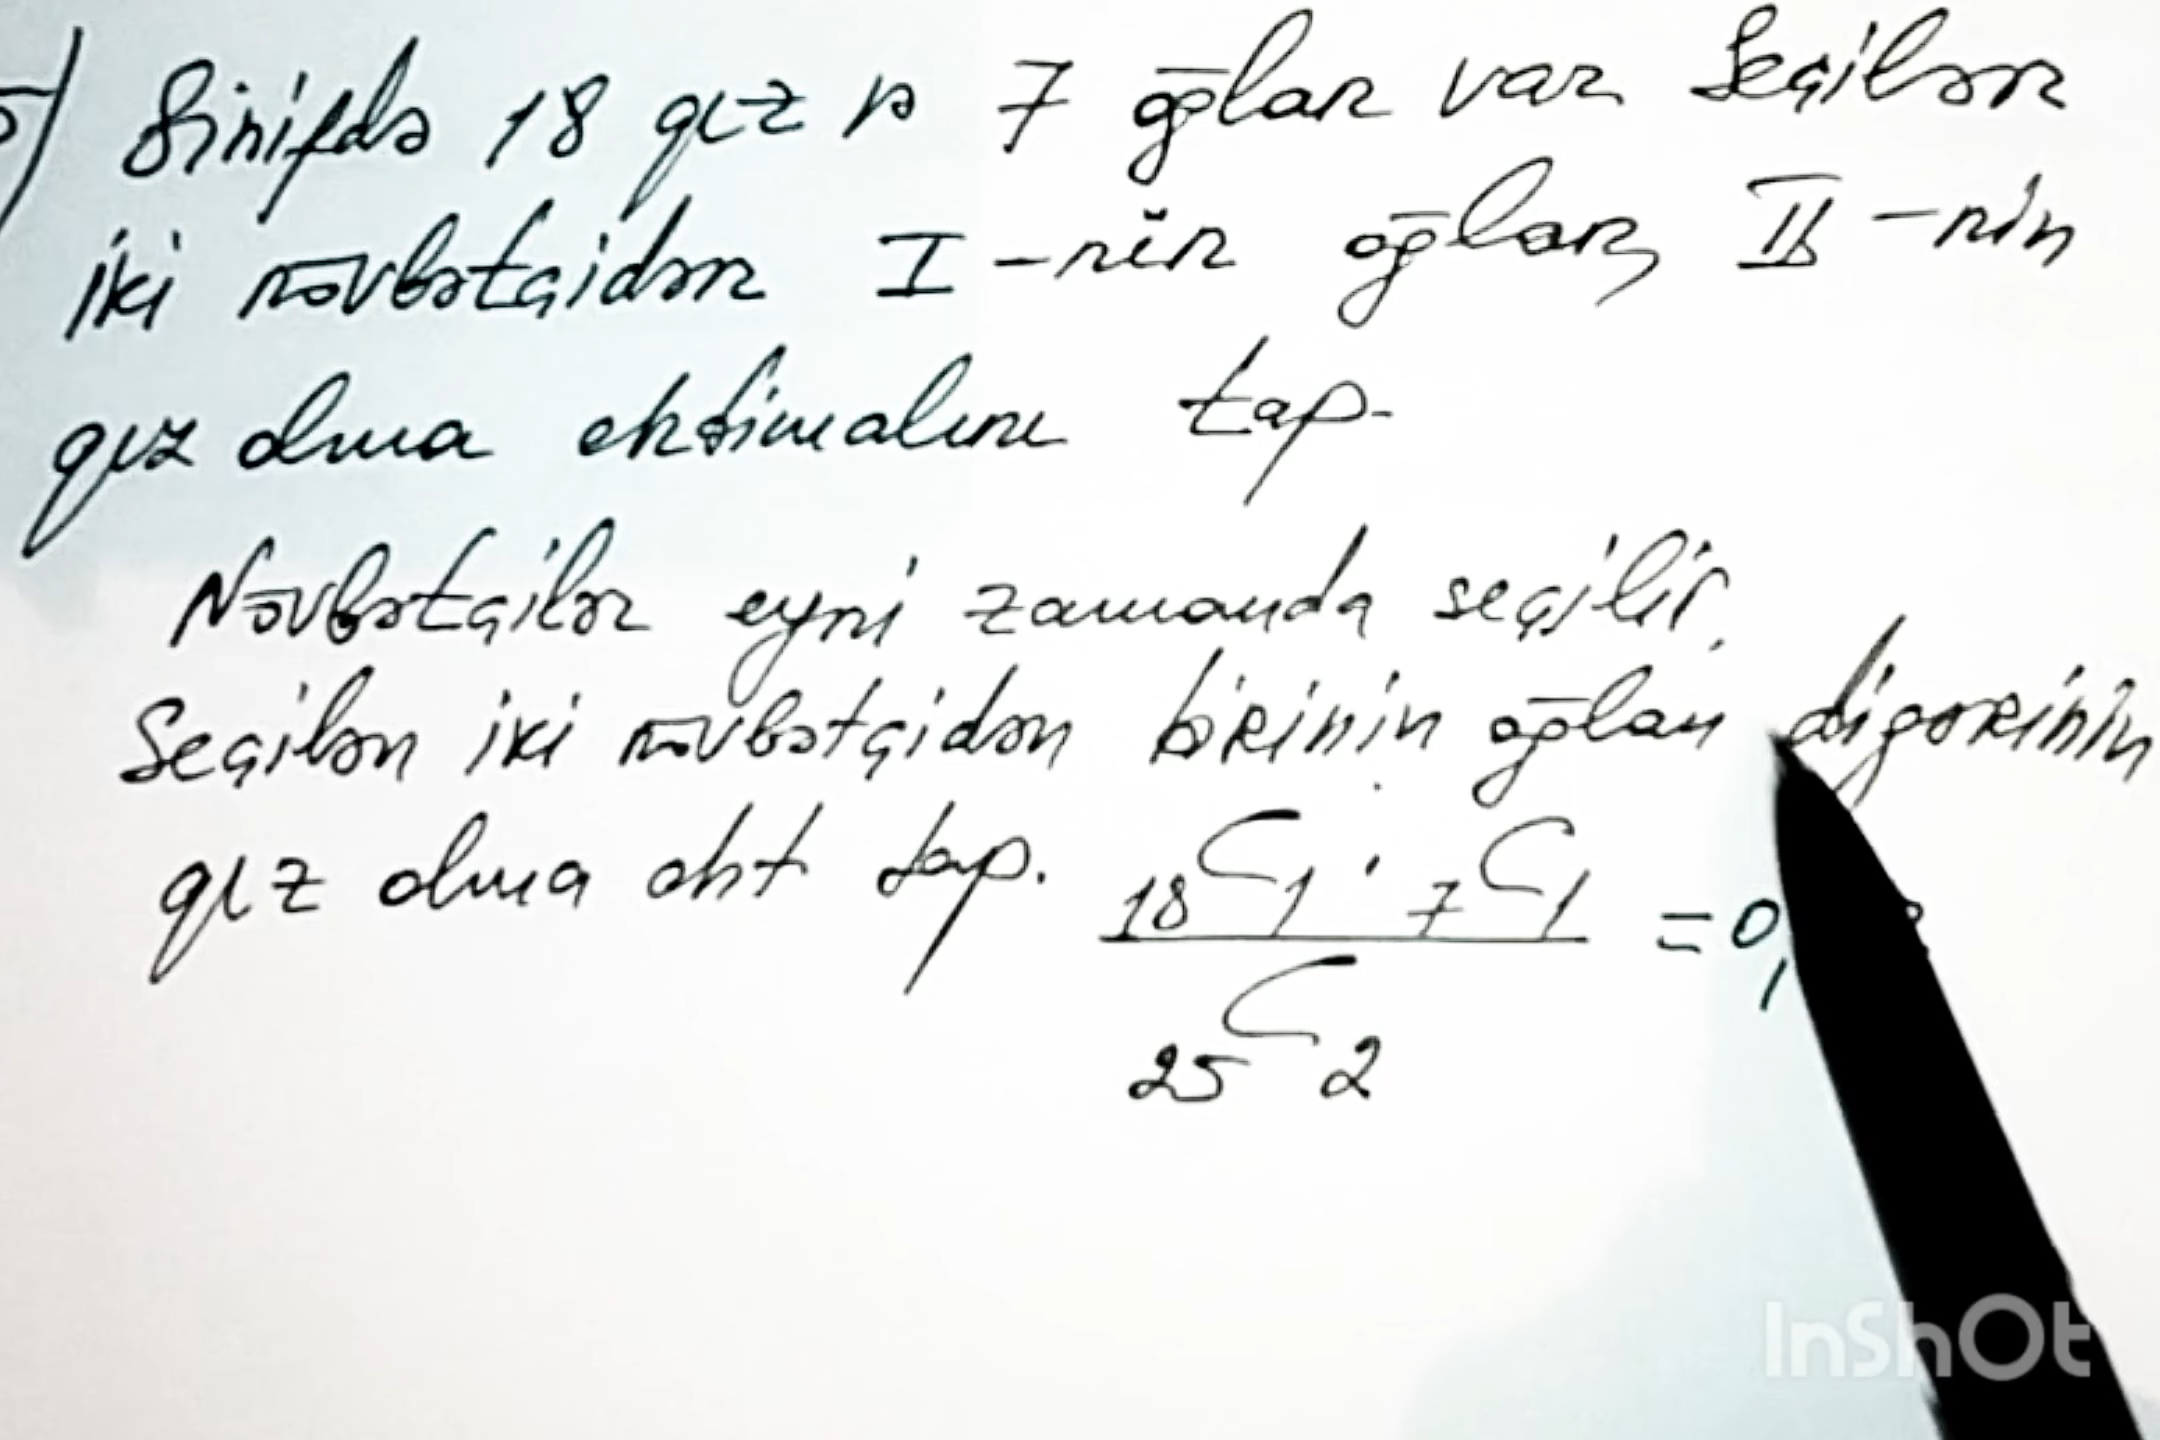 5) Sinifdə 18 qız və 7 oğlan var Seçilən
iki növbətçidən I-nin oğlan, II-nin
qız olma ehtimalını tap.
Növbətçilər eyni zamanda seçilir.
Seçilən iki növbətçidən birinin oğlan digərinin
qız olma eht tap. 18C1 · 7C1
= 0,
25C2
InShOt